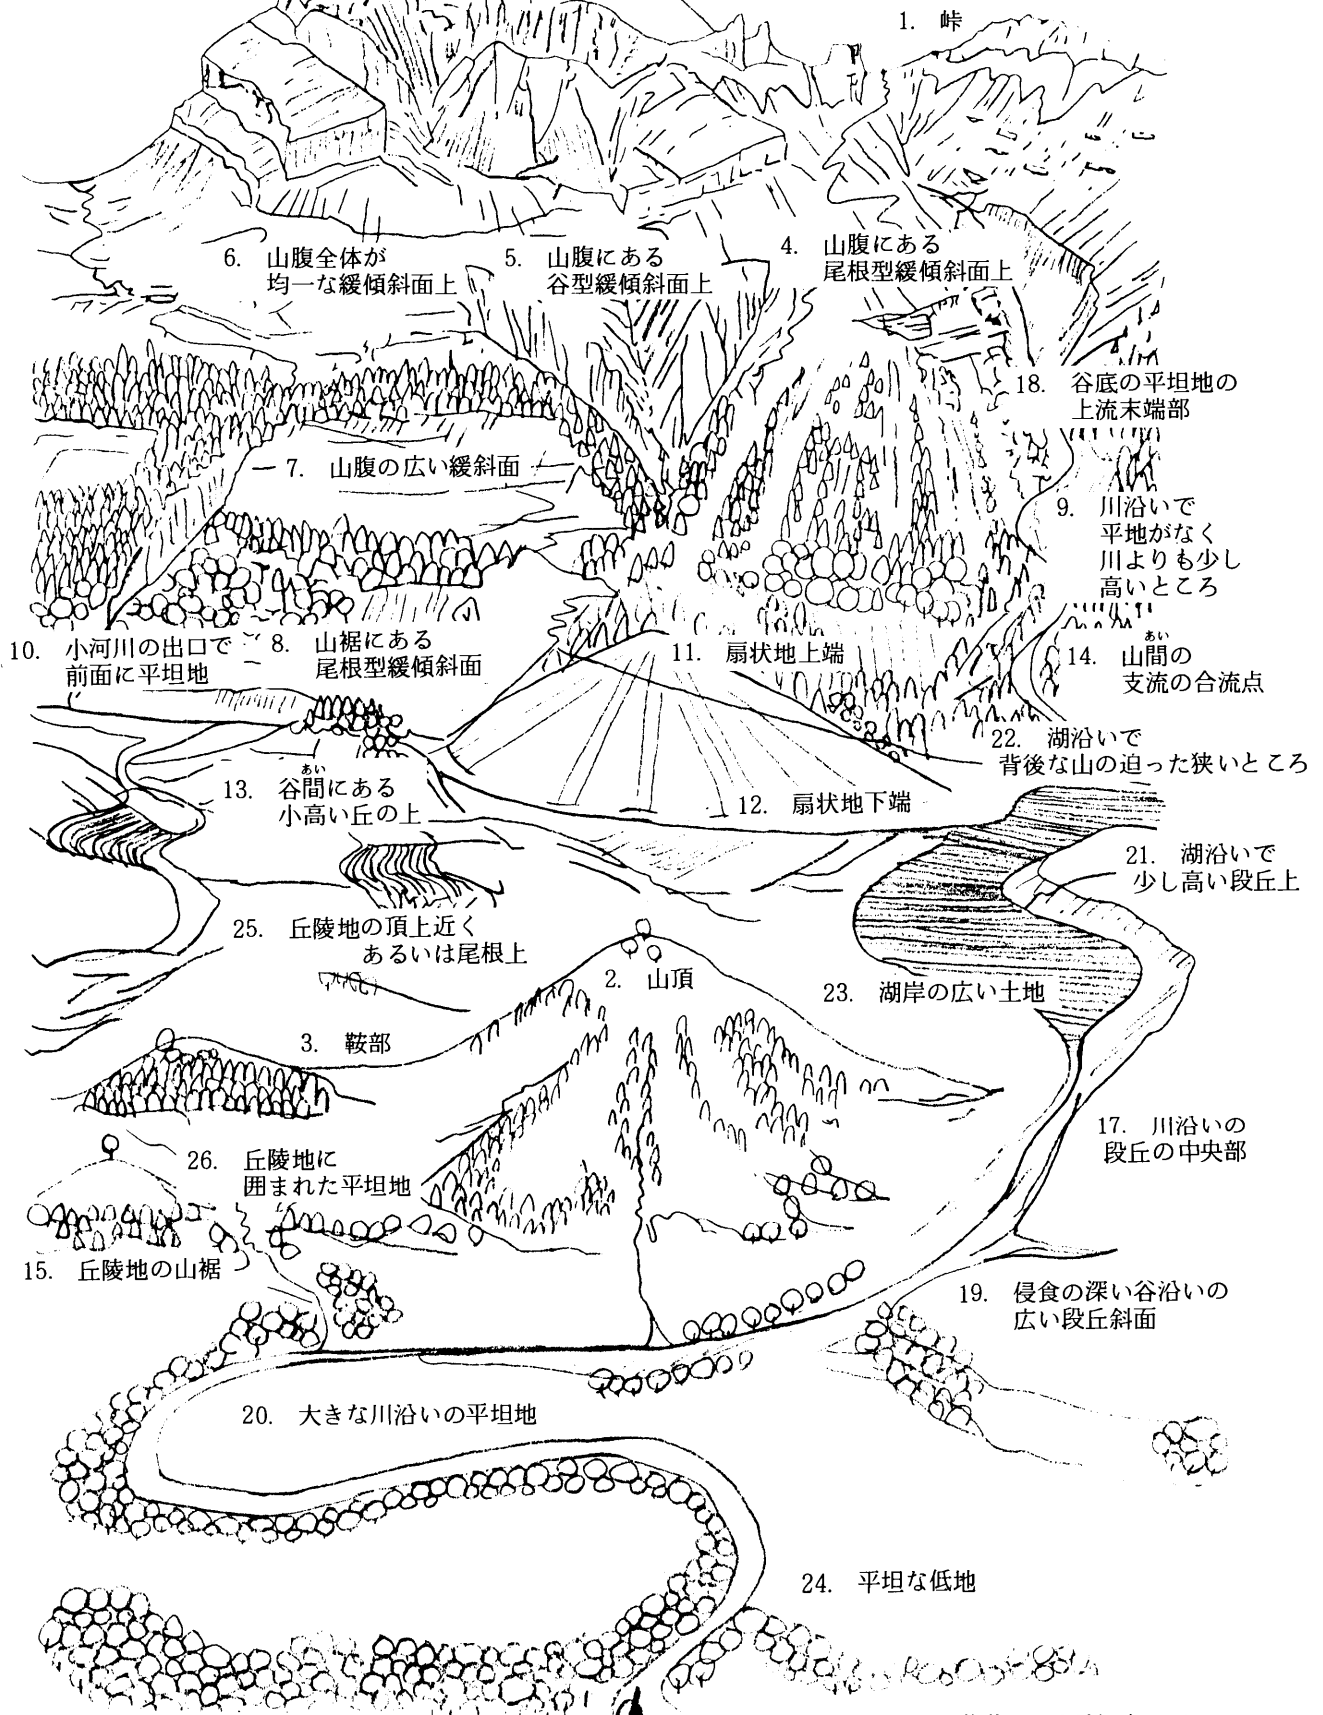 1. 峠
6. 山腹全体が
均一な緩傾斜面上
5. 山腹にある
谷型緩傾斜面上
4. 山腹にある
尾根型緩傾斜面上
18. 谷底の平坦地の
上流末端部
7. 山腹の広い緩斜面
9. 川沿いで
平地がなく
川よりも少し
高いところ
10. 小河川の出口で
前面に平坦地
8. 山裾にある
尾根型緩傾斜面
11. 扇状地上端
あい
14. 山間の
支流の合流点
22. 湖沿いで
背後な山の迫った狭いところ
あい
13. 谷間にある
小高い丘の上
12. 扇状地下端
21. 湖沿いで
少し高い段丘上
25. 丘陵地の頂上近く
あるいは尾根上
2. 山頂
23. 湖岸の広い土地
3. 鞍部
17. 川沿いの
段丘の中央部
26. 丘陵地に
囲まれた平坦地
15. 丘陵地の山裾
19. 侵食の深い谷沿いの
広い段丘斜面
20. 大きな川沿いの平坦地
24. 平坦な低地